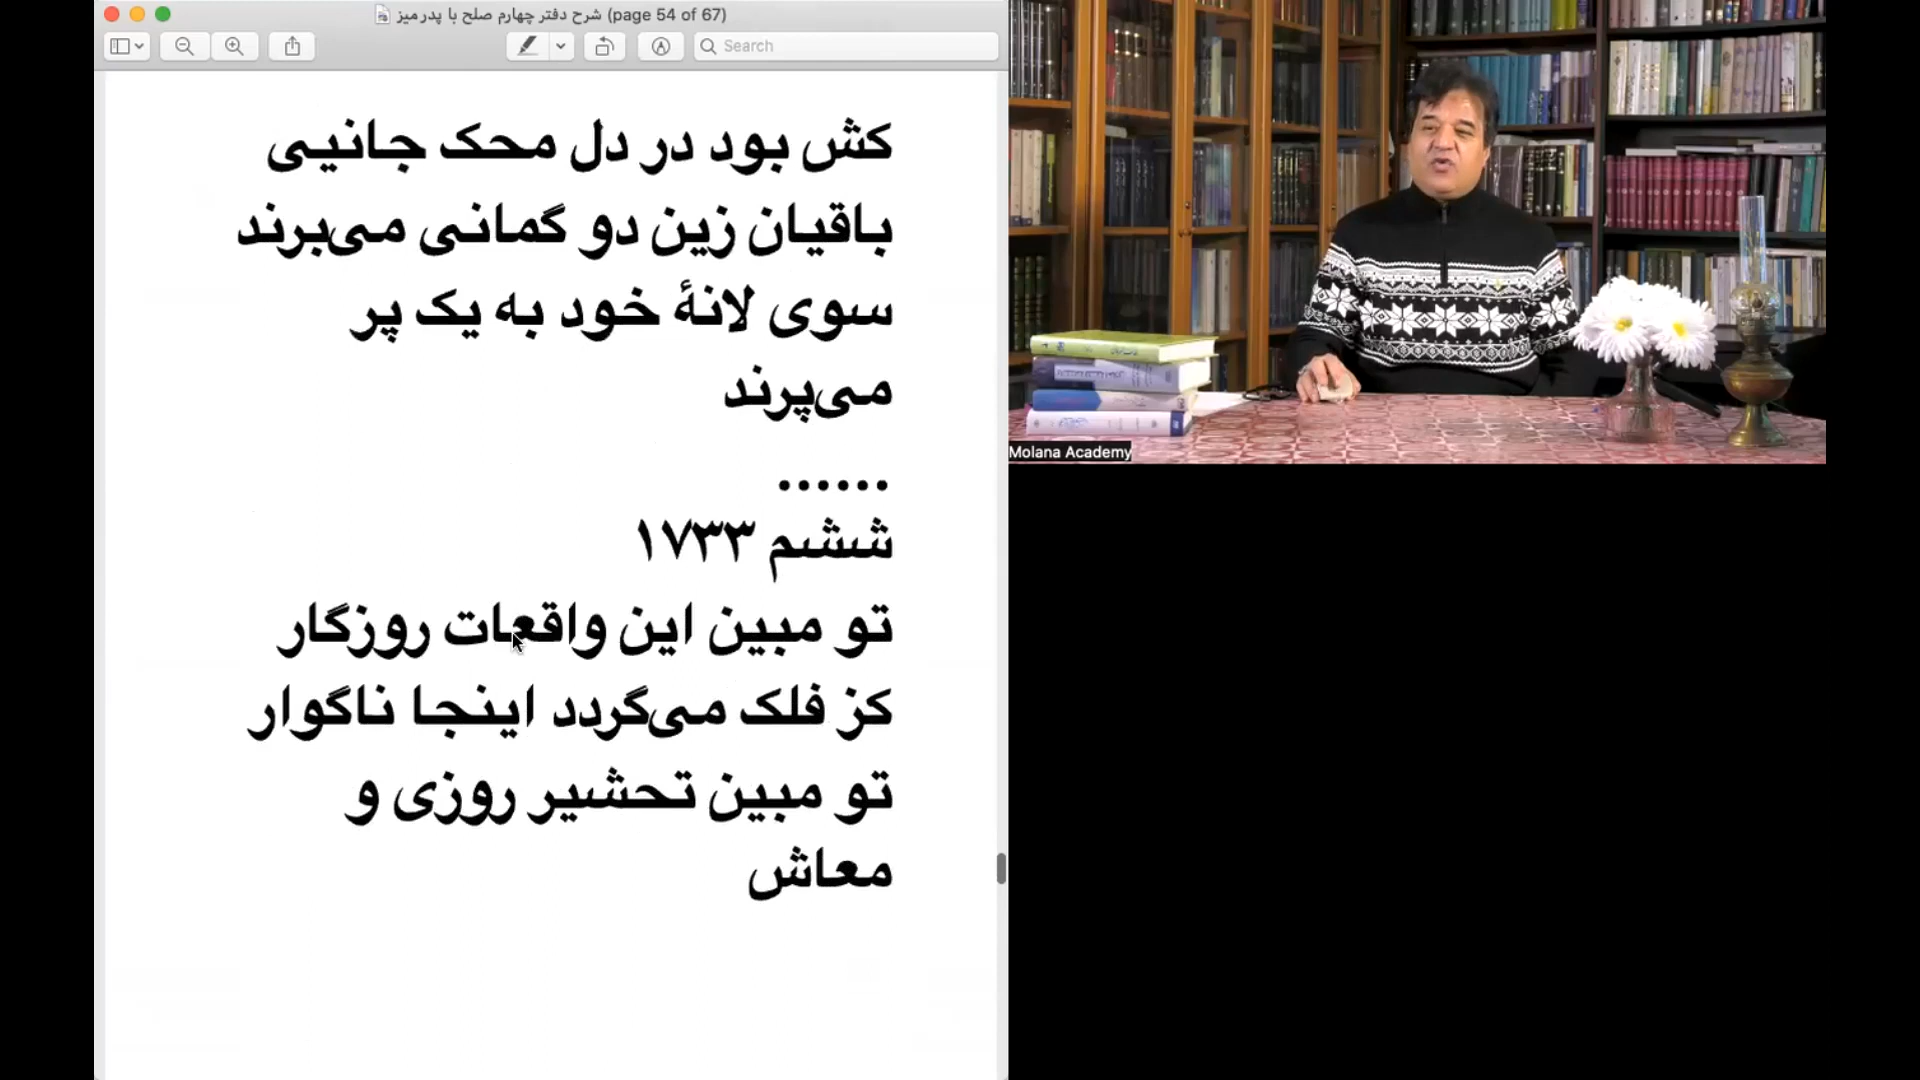 شرح دفتر چهارم صلح با پدر میز (page 54 of 67)
Search
کش بود در دل محک جانیی
باقیان زین دو گمانی می‌برند
سوی لانهٔ خود به یک پر
می‌پرند
......
ششم ۱۷۳۳
تو مبین این واقعات روزگار
کز فلک می‌گردد اینجا ناگوار
تو مبین تحشیر روزی و
معاش
Molana Academy